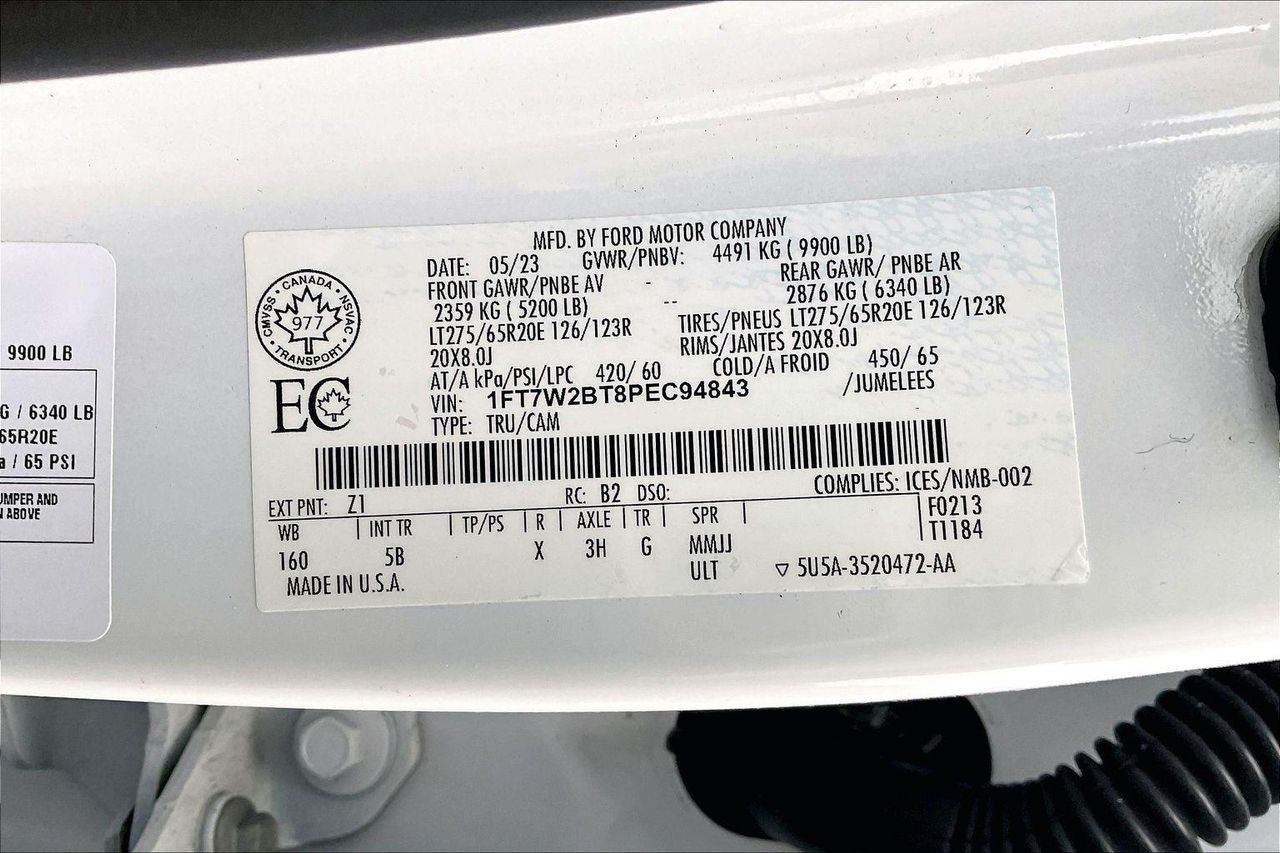 MFD. BY FORD MOTOR COMPANY
DATE: 05/23 GVWR/PNBV: 4491 KG ( 9900 LB)
FRONT GAWR/PNBE AV - REAR GAWR/ PNBE AR
2359 KG ( 5200 LB) -- 2876 KG ( 6340 LB)
LT275/65R20E 126/123R TIRES/PNEUS LT275/65R20E 126/123R
20X8.0J RIMS/JANTES 20X8.0J
AT/A kPa/PSI/LPC 420/ 60 COLD/A FROID 450/ 65
VIN: 1FT7W2BT8PEC94843 /JUMELEES
TYPE: TRU/CAM
CANADA
CMVSS NSVAC
977
TRANSPORT
EC
COMPLIES: ICES/NMB-002
EXT PNT: Z1 RC: B2 DSO:
WB | INT TR | TP/PS | R | AXLE | TR | SPR | F0213
160 5B X 3H G MMJJ T1184
ULT ▽ 5U5A-3520472-AA
MADE IN U.S.A.
9900 LB
G / 6340 LB
65R20E
a / 65 PSI
UMPER AND
N ABOVE